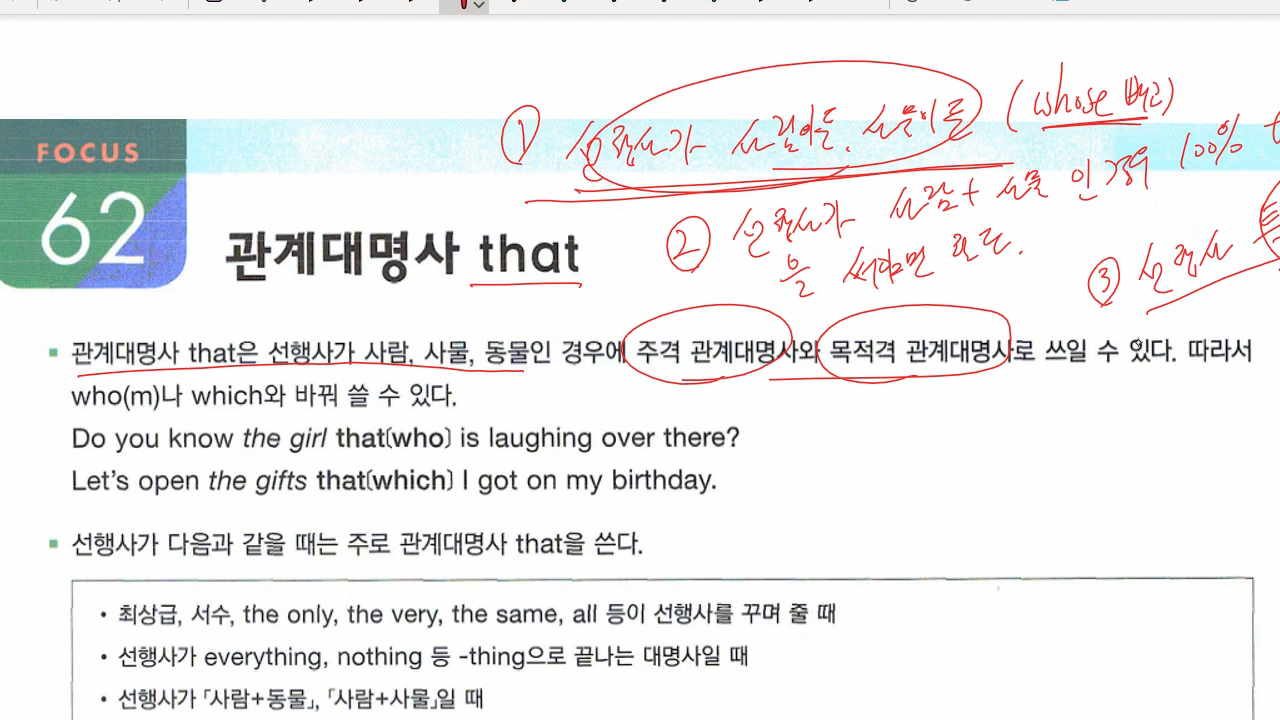 ① 선행사가 사람이든, 사물이든 (whose 빼고)
② 선행사가 사람+사물 인 경우 100% t
을 써야만 한다.
③ 선행사 특
FOCUS
62
관계대명사 that
관계대명사 that은 선행사가 사람, 사물, 동물인 경우에 주격 관계대명사와 목적격 관계대명사로 쓰일 수 있다. 따라서
who(m)나 which와 바꿔 쓸 수 있다.
Do you know the girl that(who) is laughing over there?
Let's open the gifts that(which) I got on my birthday.
선행사가 다음과 같을 때는 주로 관계대명사 that을 쓴다.
• 최상급, 서수, the only, the very, the same, all 등이 선행사를 꾸며 줄 때
• 선행사가 everything, nothing 등 -thing으로 끝나는 대명사일 때
• 선행사가 「사람+동물」, 「사람+사물」일 때